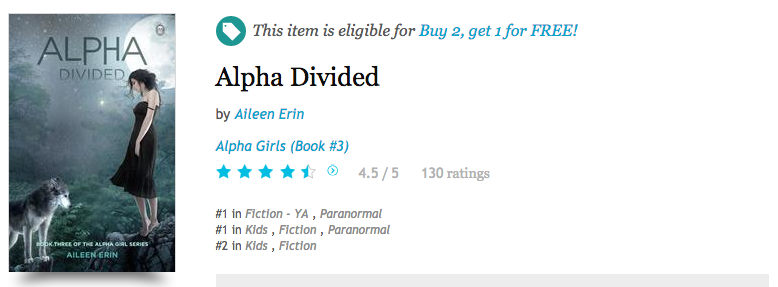 ALPHA
DIVIDED
BOOK THREE OF THE ALPHA GIRL SERIES
AILEEN ERIN
This item is eligible for Buy 2, get 1 for FREE!
Alpha Divided
by Aileen Erin
Alpha Girls (Book #3)
4.5 / 5 130 ratings
#1 in Fiction - YA , Paranormal
#1 in Kids , Fiction , Paranormal
#2 in Kids , Fiction